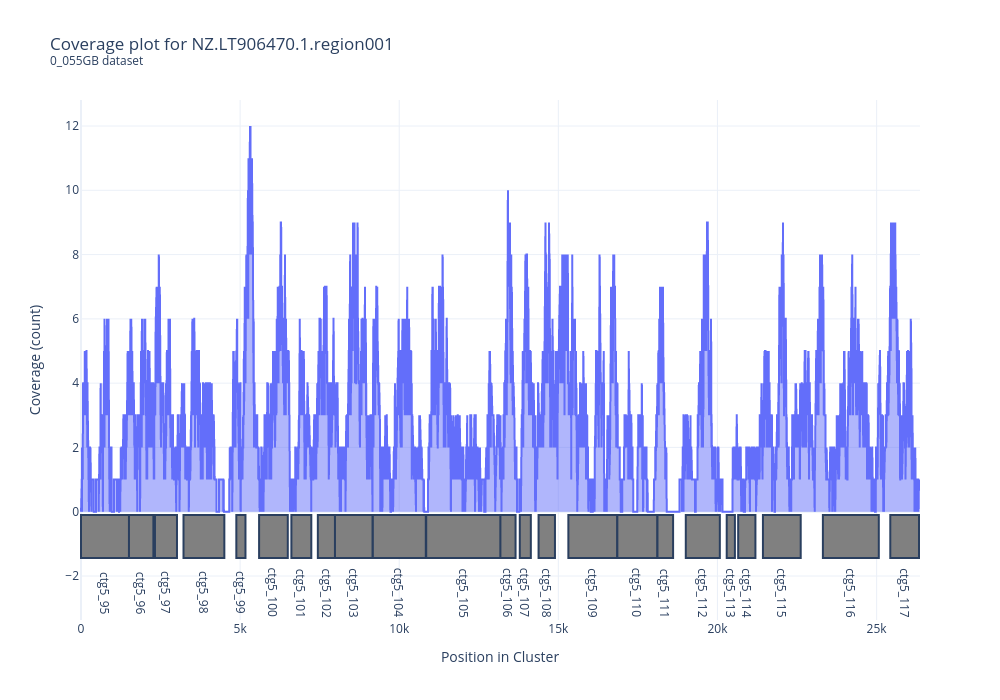 Coverage plot for NZ.LT906470.1.region001
0_055GB dataset
12
10
8
6
4
2
0
−2
Coverage (count)
ctg5_95
ctg5_96
ctg5_97
ctg5_98
ctg5_99
ctg5_100
ctg5_101
ctg5_102
ctg5_103
ctg5_104
ctg5_105
ctg5_106
ctg5_107
ctg5_108
ctg5_109
ctg5_110
ctg5_111
ctg5_112
ctg5_113
ctg5_114
ctg5_115
ctg5_116
ctg5_117
0 5k 10k 15k 20k 25k
Position in Cluster